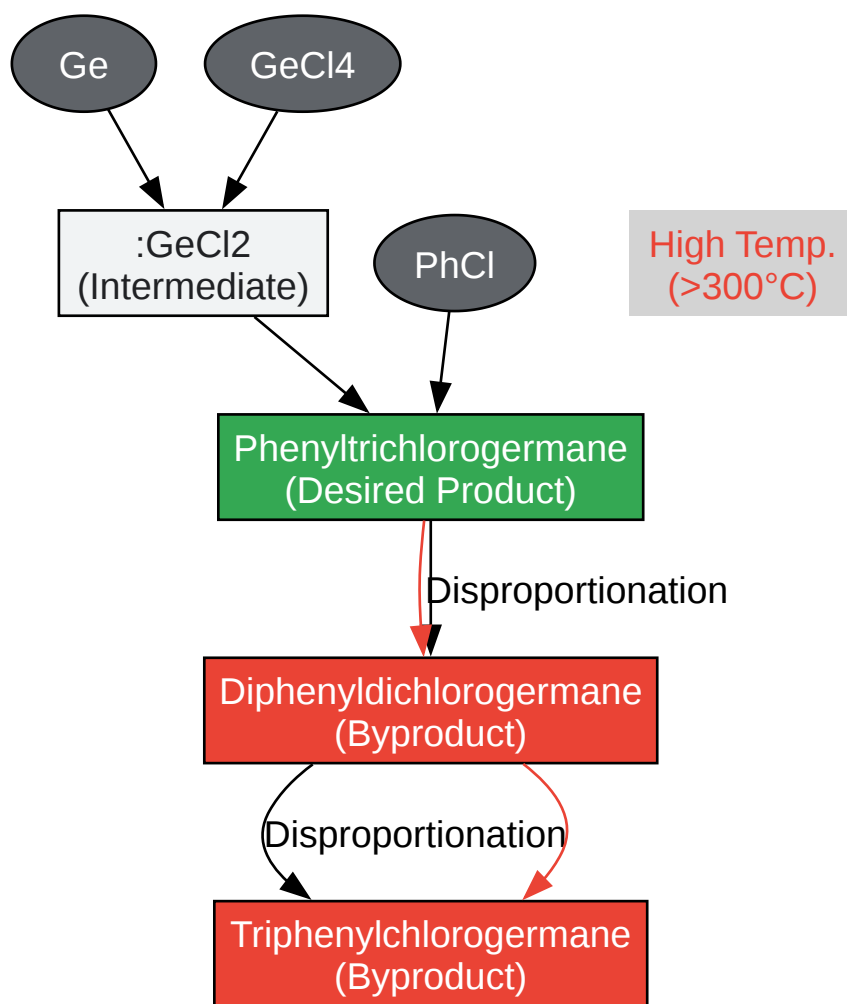 Ge
GeCl4
:GeCl2
(Intermediate)
PhCl
High Temp.
(>300°C)
Phenyltrichlorogermane
(Desired Product)
Disproportionation
Diphenyldichlorogermane
(Byproduct)
Disproportionation
Triphenylchlorogermane
(Byproduct)